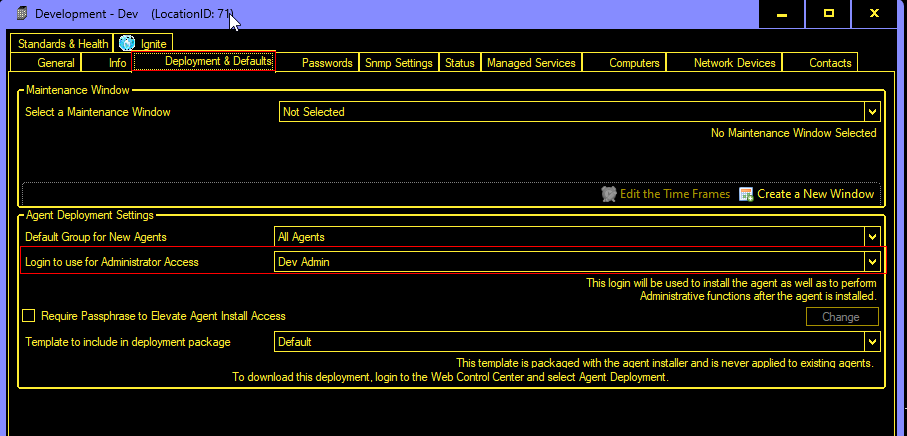 Development - Dev (LocationID: 71)
Standards & Health Ignite
General Info Deployment & Defaults Passwords Snmp Settings Status Managed Services Computers Network Devices Contacts
Maintenance Window
Select a Maintenance Window Not Selected
No Maintenance Window Selected
Edit the Time Frames Create a New Window
Agent Deployment Settings
Default Group for New Agents All Agents
Login to use for Administrator Access Dev Admin
This login will be used to install the agent as well as to perform
Administrative functions after the agent is installed.
Require Passphrase to Elevate Agent Install Access Change
Template to include in deployment package Default
This template is packaged with the agent installer and is never applied to existing agents.
To download this deployment, login to the Web Control Center and select Agent Deployment.